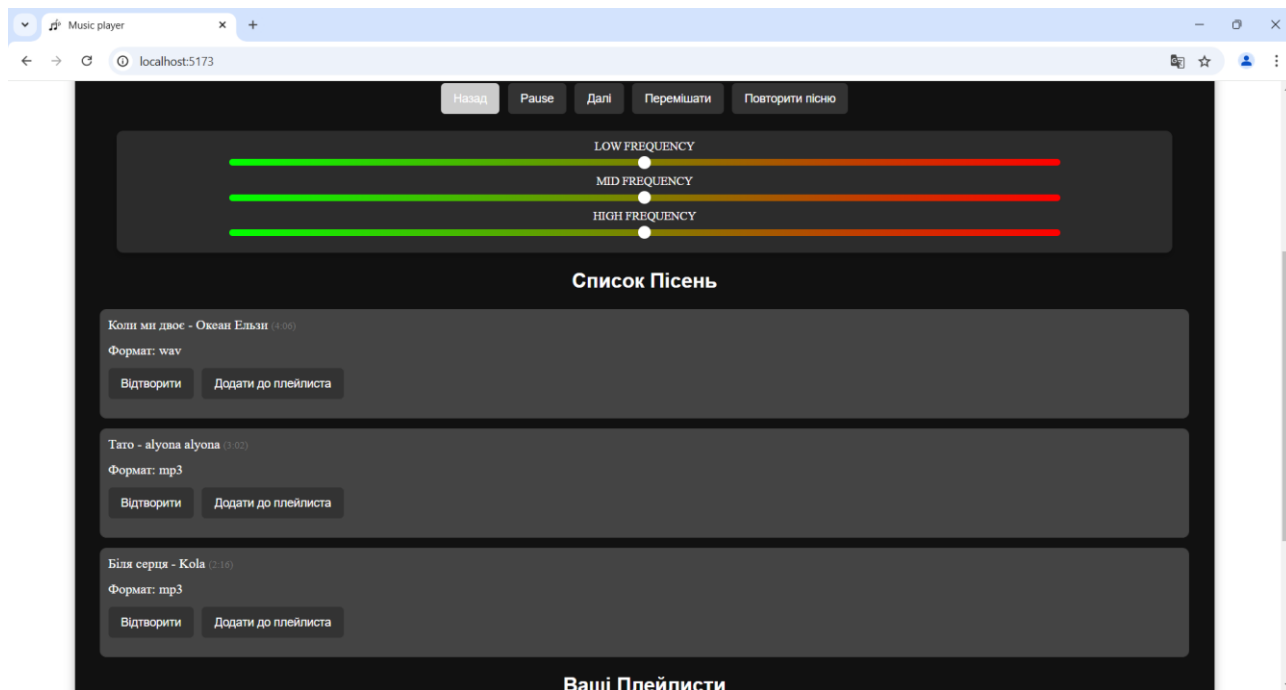 Music player
localhost:5173
Назад Pause Далі Перемішати Повторити пісню
LOW FREQUENCY
MID FREQUENCY
HIGH FREQUENCY
Список Пісень
Коли ми двоє - Океан Ельзи (4:06)
Формат: wav
Відтворити Додати до плейлиста
Тато - alyona alyona (3:02)
Формат: mp3
Відтворити Додати до плейлиста
Біля серця - Kola (2:16)
Формат: mp3
Відтворити Додати до плейлиста
Ваші Плейлисти